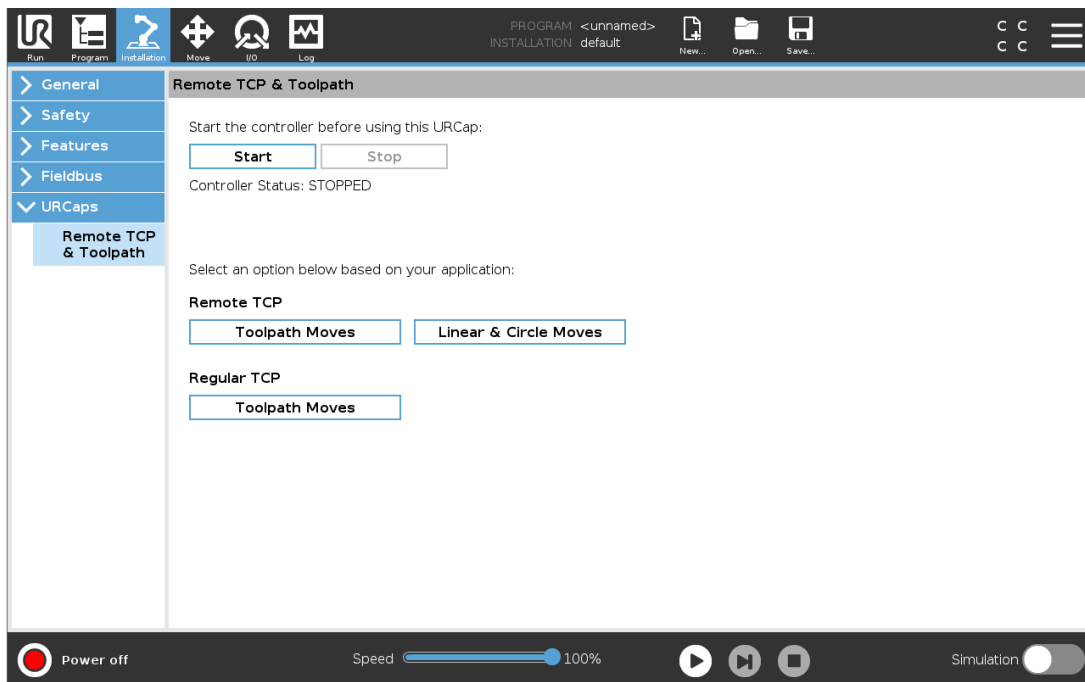 PROGRAM <unnamed>
INSTALLATION default
C C
C C
Run Program Installation Move I/O Log New... Open... Save...
General
Safety
Features
Fieldbus
URCaps
Remote TCP
& Toolpath
Remote TCP & Toolpath
Start the controller before using this URCap:
Start Stop
Controller Status: STOPPED
Select an option below based on your application:
Remote TCP
Toolpath Moves Linear & Circle Moves
Regular TCP
Toolpath Moves
Power off Speed 100% Simulation